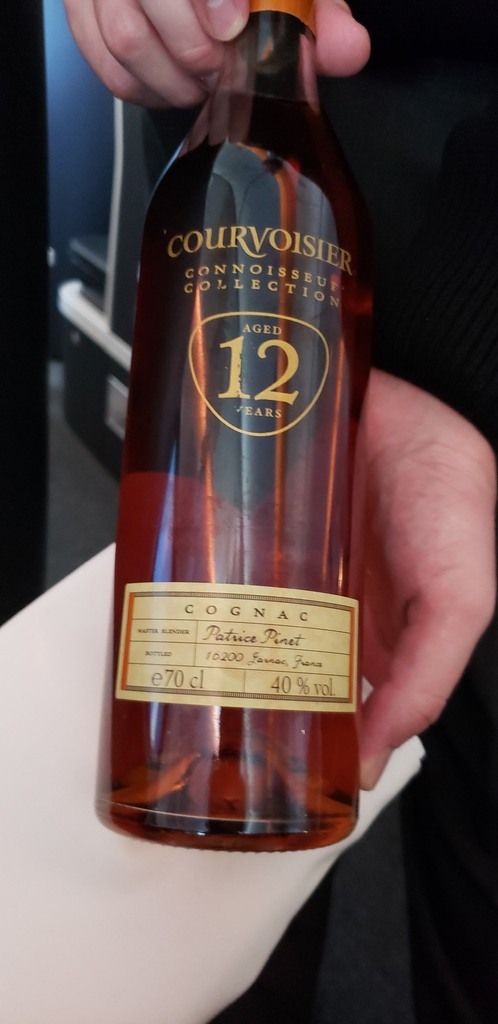 COURVOISIER
CONNOISSEUR
COLLECTION
AGED
12
YEARS
COGNAC
MASTER BLENDER Patrice Pinet
BOTTLED 16200 Jarnac, France
e70 cl 40 % vol.